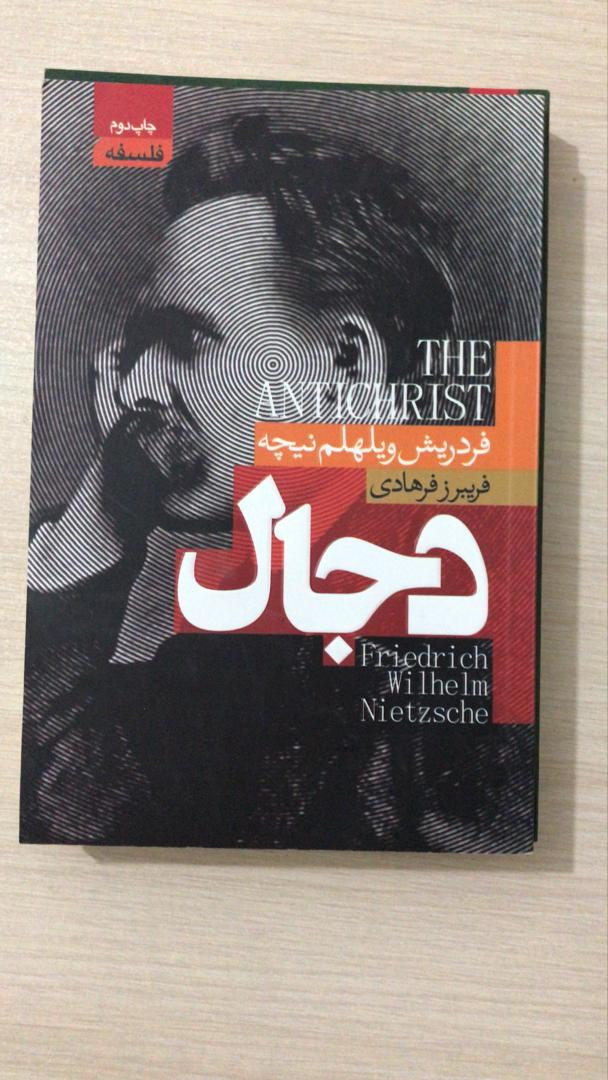 چاپ دوم
فلسفه
THE
ANTICHRIST
فردریش ویلهلم نیچه
فریبرز فرهادی
دجال
Friedrich
Wilhelm
Nietzsche